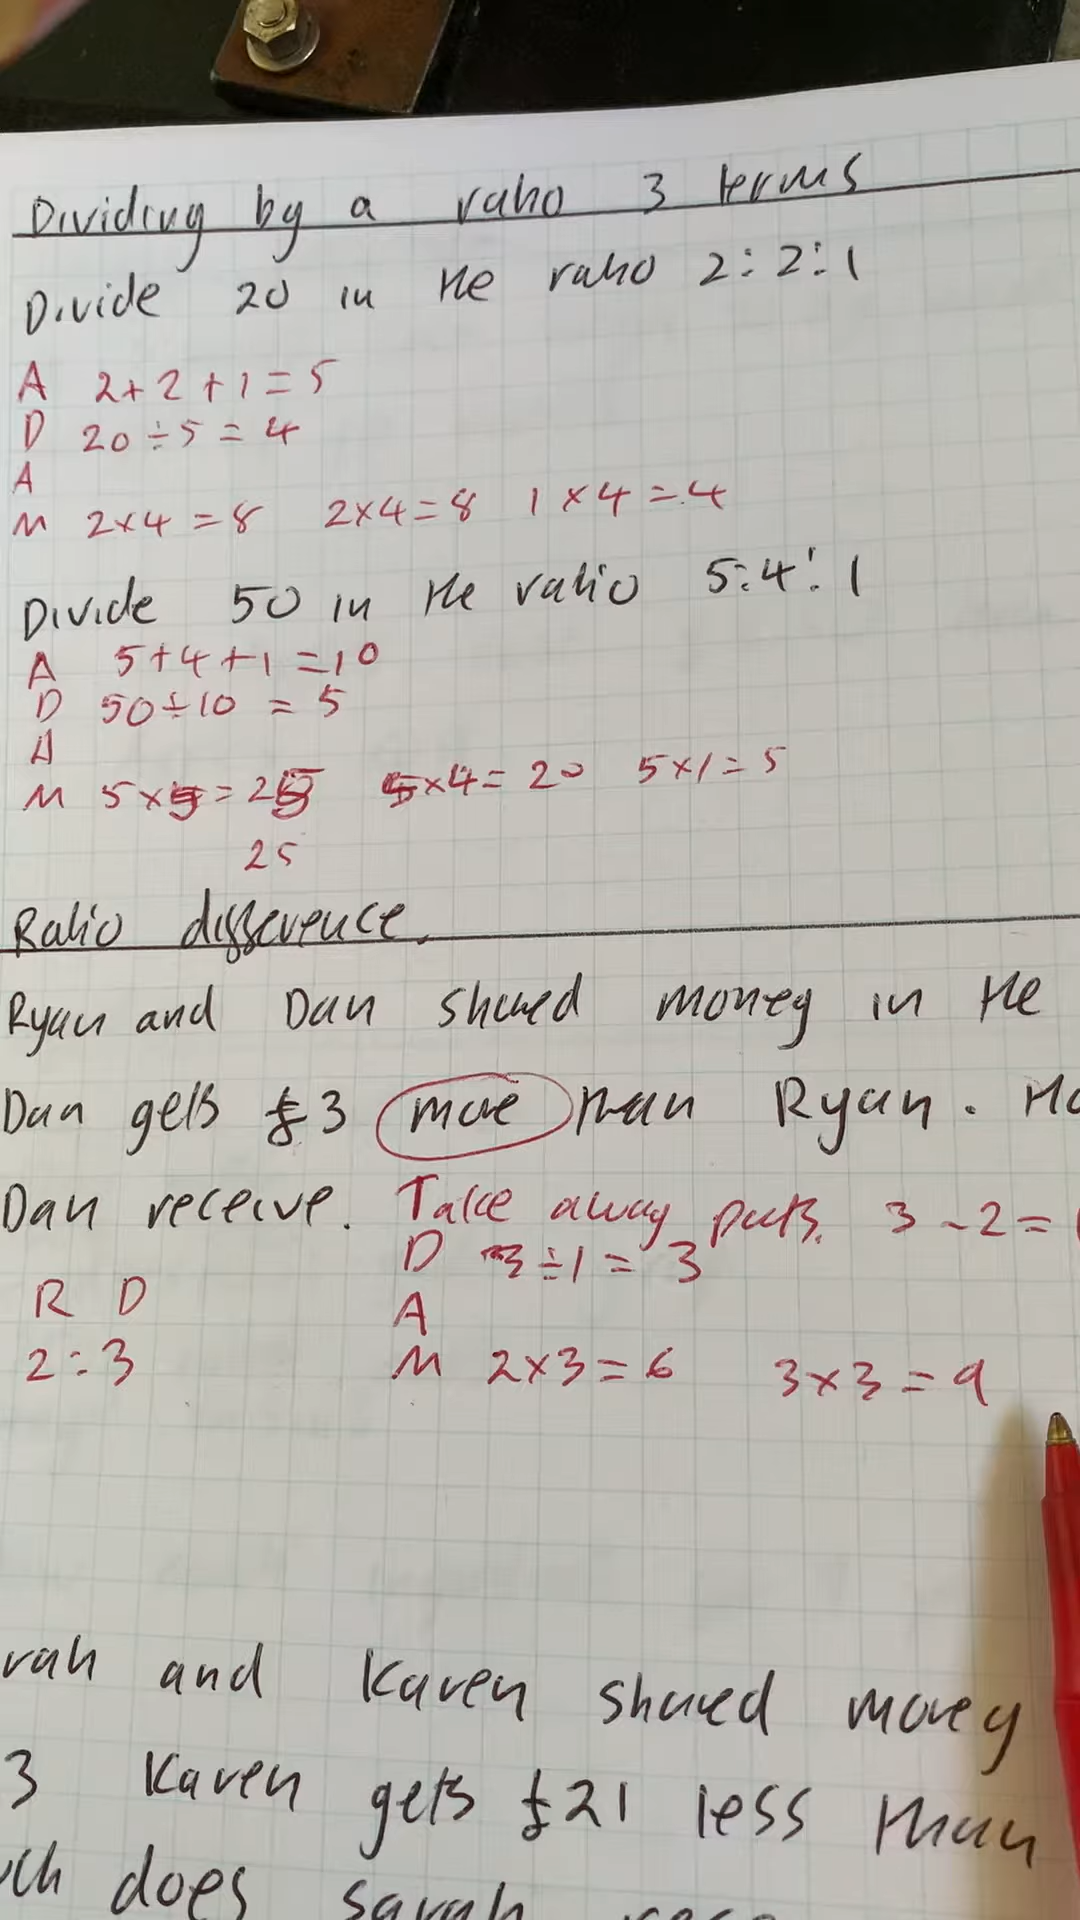 Dividing by a ratio 3 terms
Divide 20 in the ratio 2:2:1
A 2+2+1=5
D 20÷5=4
A
M 2×4=8 2×4=8 1×4=4
Divide 50 in the ratio 5:4:1
A 5+4+1=10
D 50÷10=5
A
M 5×5=25 5×4=20 5×1=5
25
Ratio difference.
Ryan and Dan shared money in the
Dan gets £3 more than Ryan. Ho
Dan receive. Take away parts. 3-2=
D 3÷1=3
R D
A
2:3
M 2×3=6 3×3=9
rah and Karen shared money
3 Karen gets £21 less than
uch does sarah